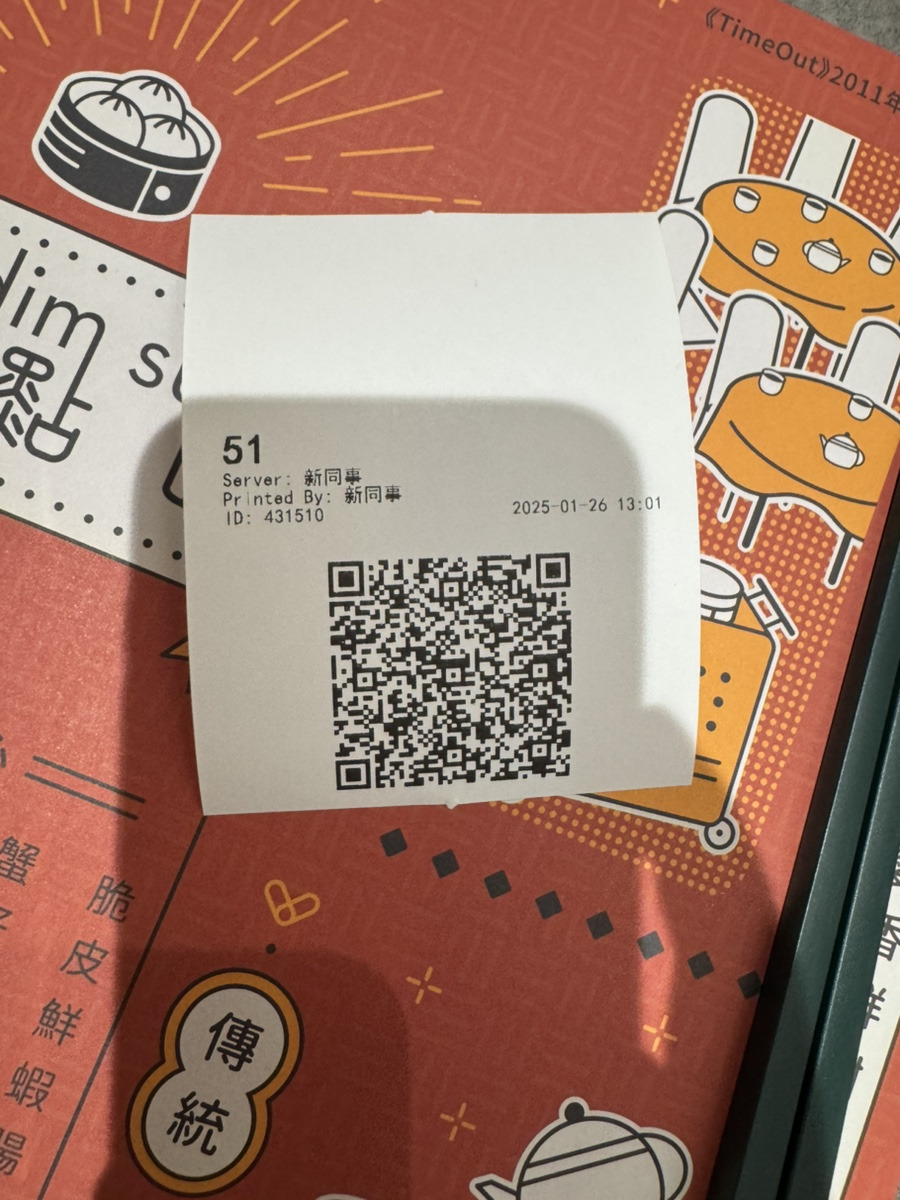 《TimeOut》2011年
dim
點
51
Server: 新同事
Printed By: 新同事
ID: 431510
2025-01-26 13:01
蟹
脆皮鮮蝦腸
傳統